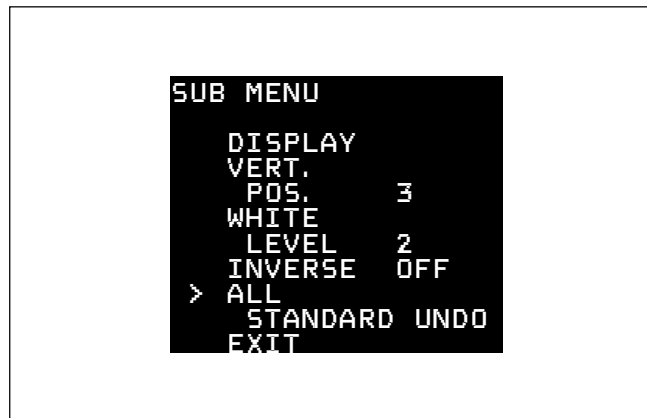 SUB MENU
DISPLAY
VERT.
POS. 3
WHITE
LEVEL 2
INVERSE OFF
> ALL
STANDARD UNDO
EXIT